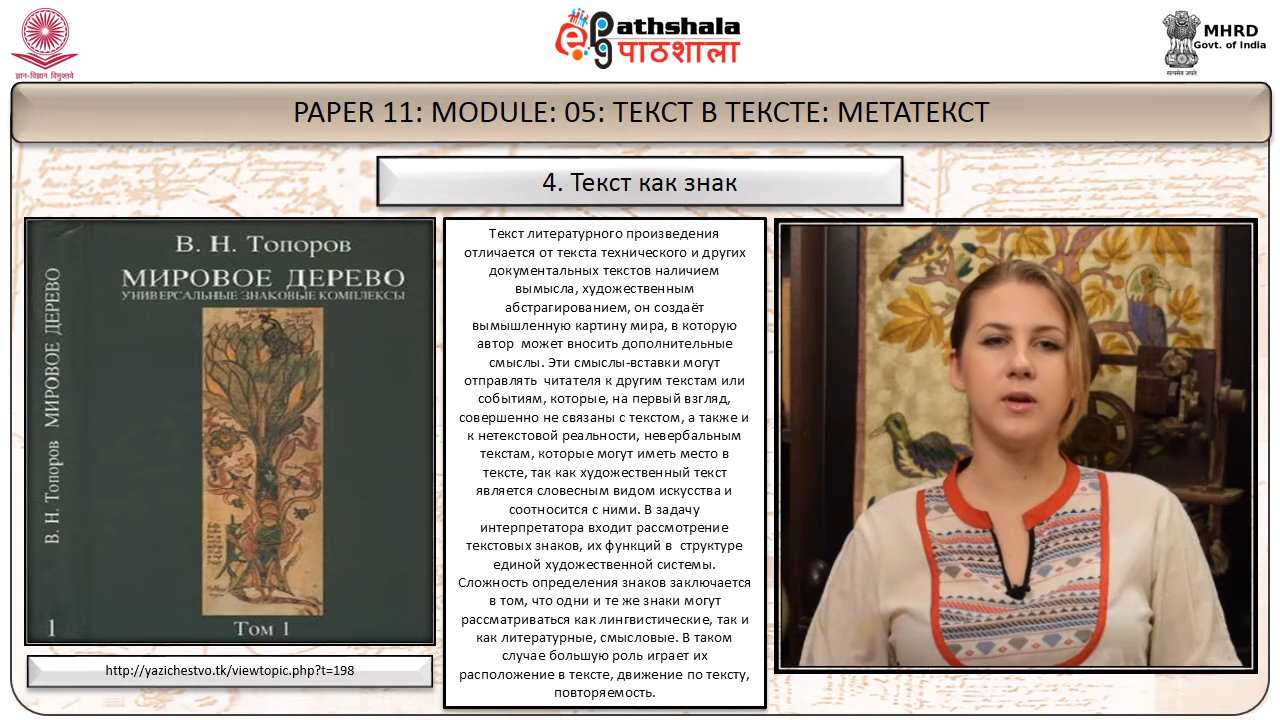 ज्ञान-विज्ञान विमुक्तये
ePg Pathshala
पाठशाला
MHRD
Govt. of India
सत्यमेव जयते
PAPER 11: MODULE: 05: ТЕКСТ В ТЕКСТЕ: МЕТАТЕКСТ
4. Текст как знак
В. Н. Топоров МИРОВОЕ ДЕРЕВО
1
В. Н. Топоров
МИРОВОЕ ДЕРЕВО
УНИВЕРСАЛЬНЫЕ ЗНАКОВЫЕ КОМПЛЕКСЫ
Том 1
http://yazichestvo.tk/viewtopic.php?t=198
Текст литературного произведения
отличается от текста технического и других
документальных текстов наличием
вымысла, художественным
абстрагированием, он создаёт
вымышленную картину мира, в которую
автор может вносить дополнительные
смыслы. Эти смыслы-вставки могут
отправлять читателя к другим текстам или
событиям, которые, на первый взгляд,
совершенно не связаны с текстом, а также и
к нетекстовой реальности, невербальным
текстам, которые могут иметь место в
тексте, так как художественный текст
является словесным видом искусства и
соотносится с ними. В задачу
интерпретатора входит рассмотрение
текстовых знаков, их функций в структуре
единой художественной системы.
Сложность определения знаков заключается
в том, что одни и те же знаки могут
рассматриваться как лингвистические, так и
как литературные, смысловые. В таком
случае большую роль играет их
расположение в тексте, движение по тексту,
повторяемость.